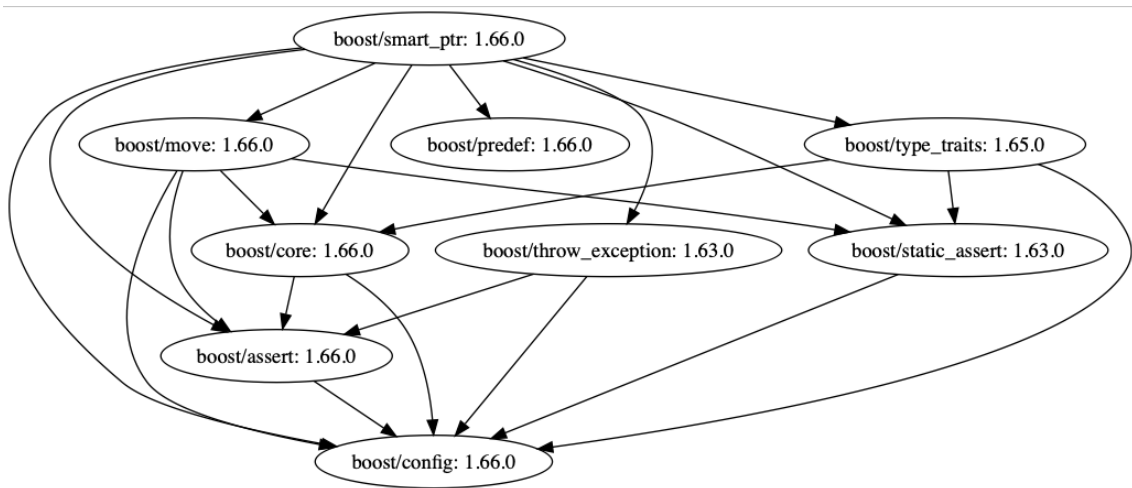 boost/smart_ptr: 1.66.0
boost/move: 1.66.0
boost/predef: 1.66.0
boost/type_traits: 1.65.0
boost/core: 1.66.0
boost/throw_exception: 1.63.0
boost/static_assert: 1.63.0
boost/assert: 1.66.0
boost/config: 1.66.0